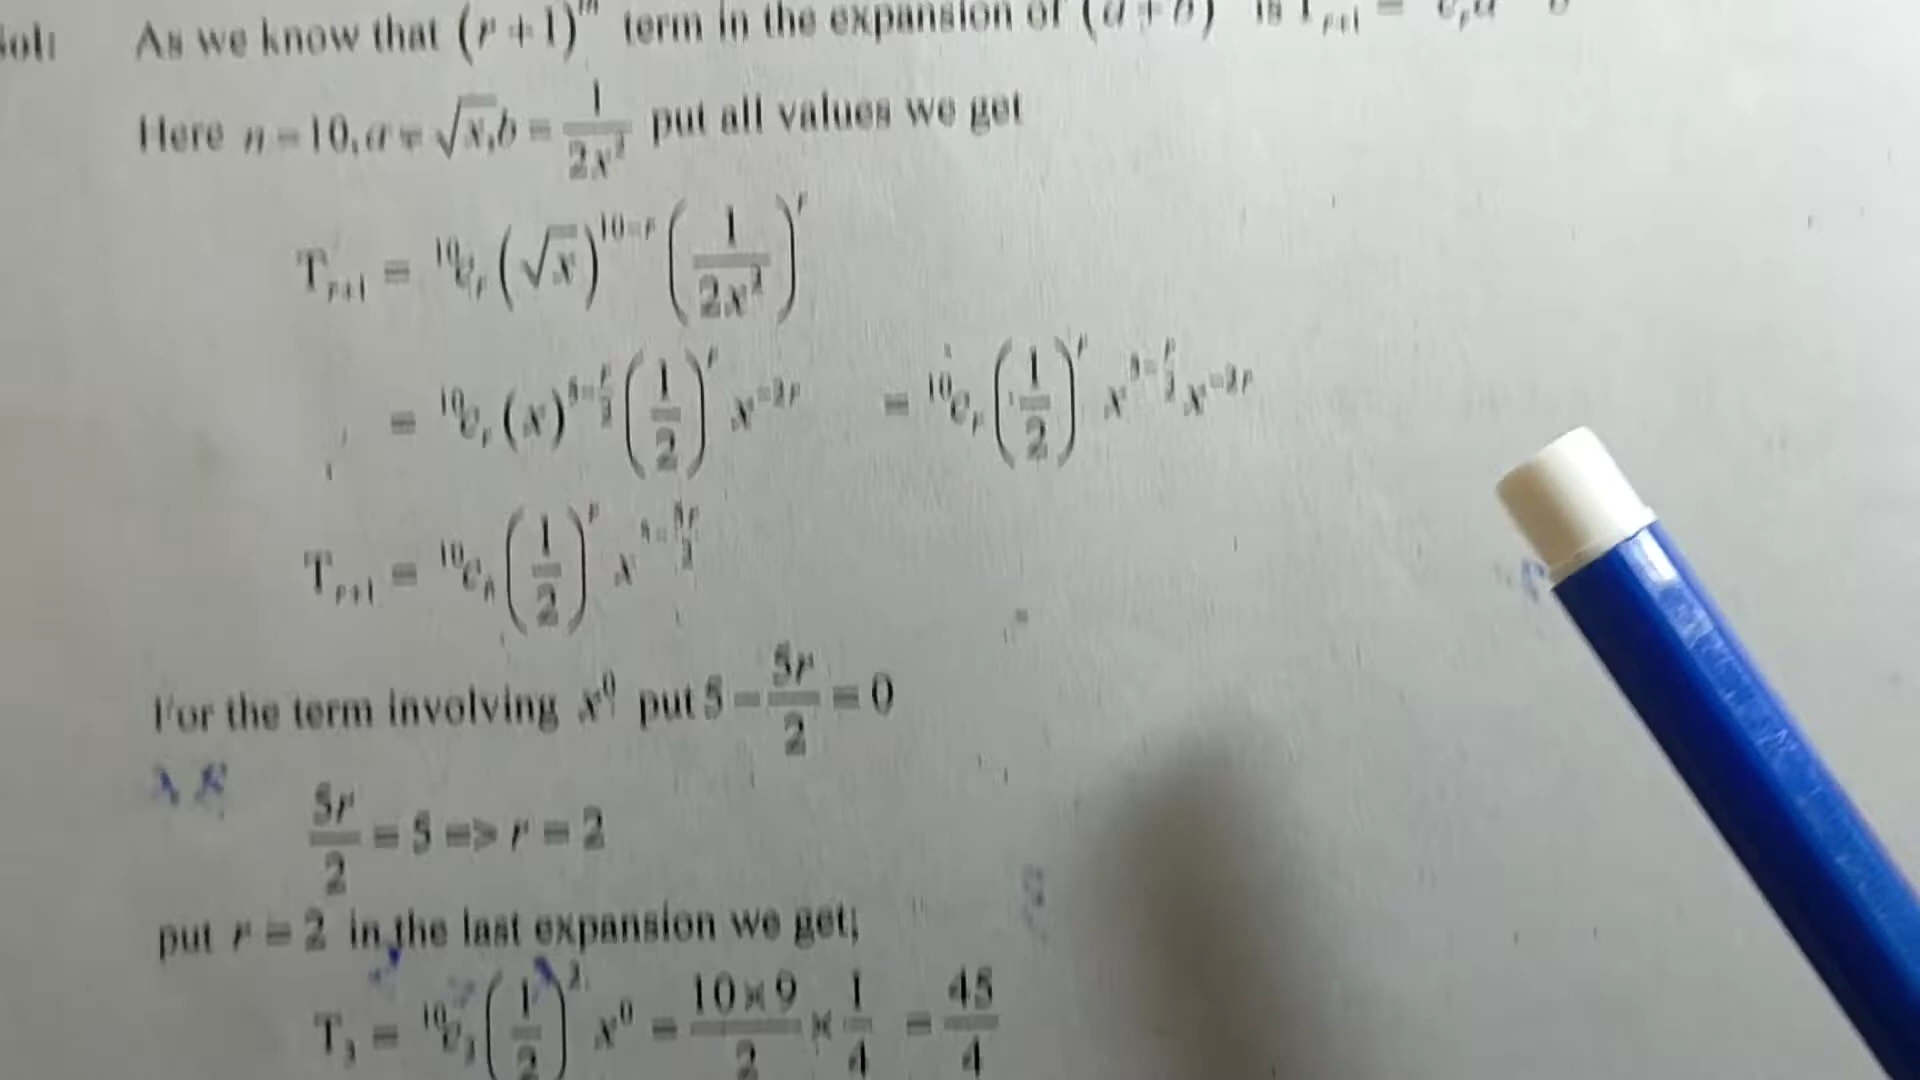 Sol: As we know that (r+1)th term in the expansion of (a+b) is T_{r+1} =
Here n=10, a=√x, b = 1/(2x²) put all values we get
T_{r+1} = ¹⁰c_r (√x)^{10-r} (1/(2x²))^r
= ¹⁰c_r (x)^{5-r/2} (1/2)^r x^{-2r} = ¹⁰c_r (1/2)^r x^{5-r/2} x^{-2r}
T_{r+1} = ¹⁰c_r (1/2)^r x^{5-5r/2}
For the term involving x⁰ put 5 - 5r/2 = 0
5r/2 = 5 => r = 2
put r = 2 in the last expansion we get;
T₃ = ¹⁰c (1/2)² x⁰ = (10×9)/2 × 1/4 = 45/4